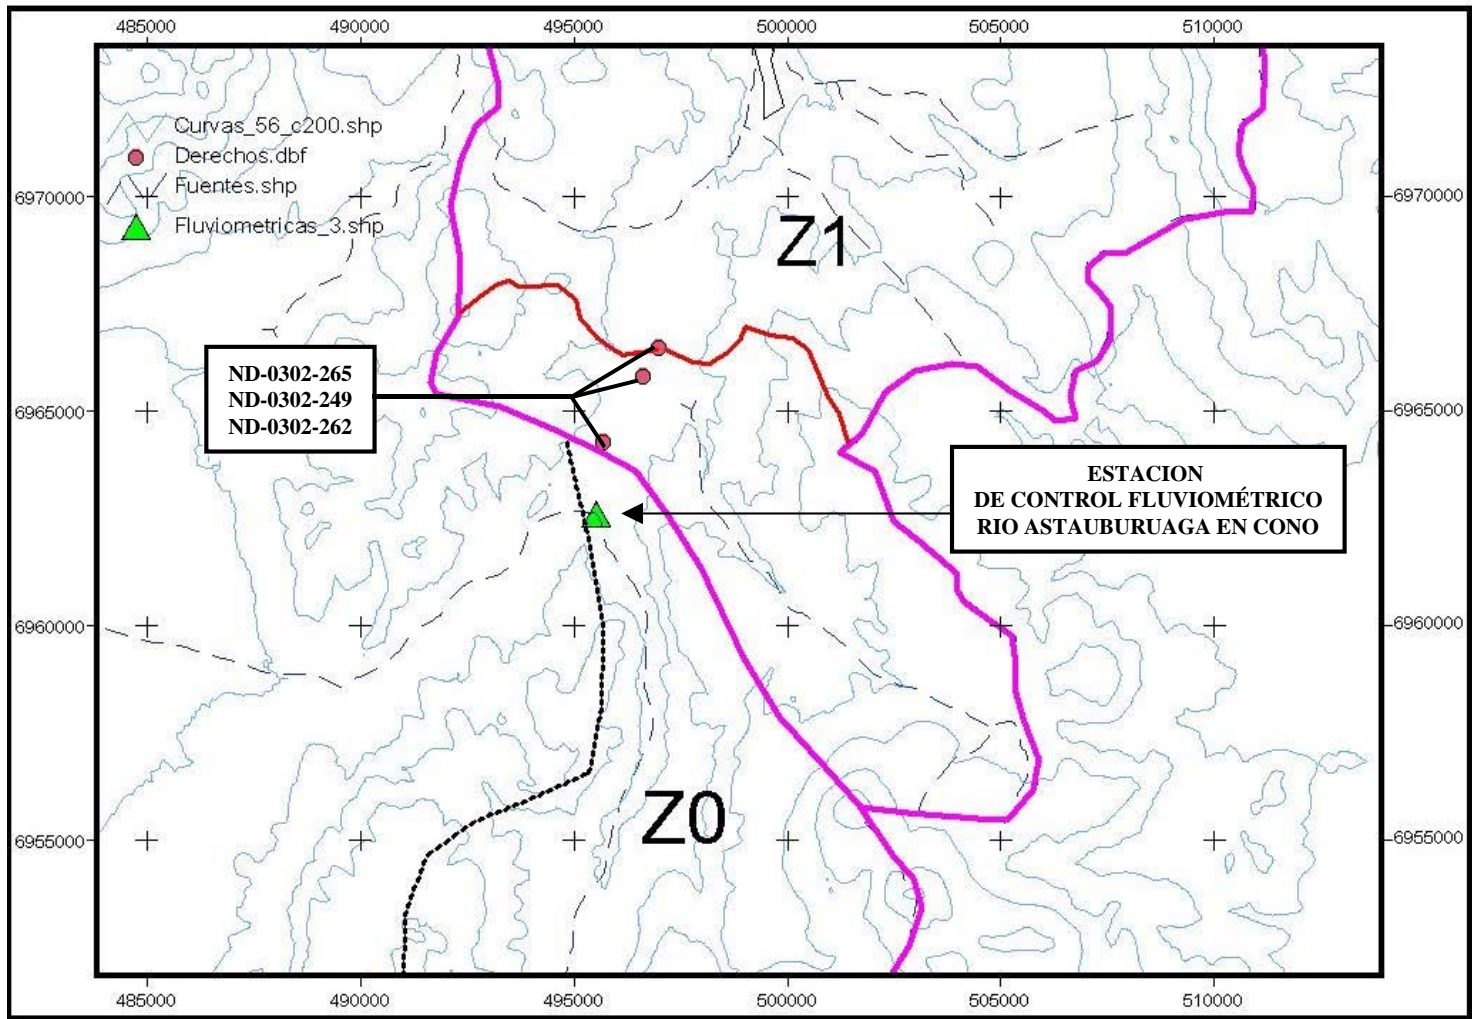 485000 490000 495000 500000 505000 510000
Curvas_56_c200.shp
Derechos.dbf
Fuentes.shp
Fluviometricas_3.shp
6970000 6970000
Z1
ND-0302-265
ND-0302-249
ND-0302-262
6965000 6965000
ESTACION
DE CONTROL FLUVIOMÉTRICO
RIO ASTAUBURUAGA EN CONO
6960000 6960000
Z0
6955000 6955000
485000 490000 495000 500000 505000 510000